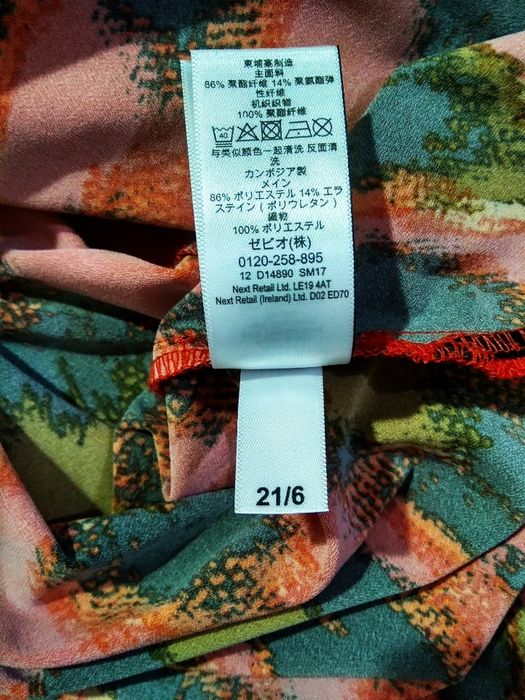 柬埔寨制造
主面料
86% 聚酯纤维 14% 聚氨酯弹
性纤维
机织织物
100% 聚酯纤维
40
与类似颜色一起清洗 反面清
洗
カンボジア製
メイン
86% ポリエステル 14% エラ
ステイン（ポリウレタン）
織物
100% ポリエステル
ゼビオ(株)
0120-258-895
12 D14890 SM17
Next Retail Ltd. LE19 4AT
Next Retail (Ireland) Ltd. D02 ED70
21/6